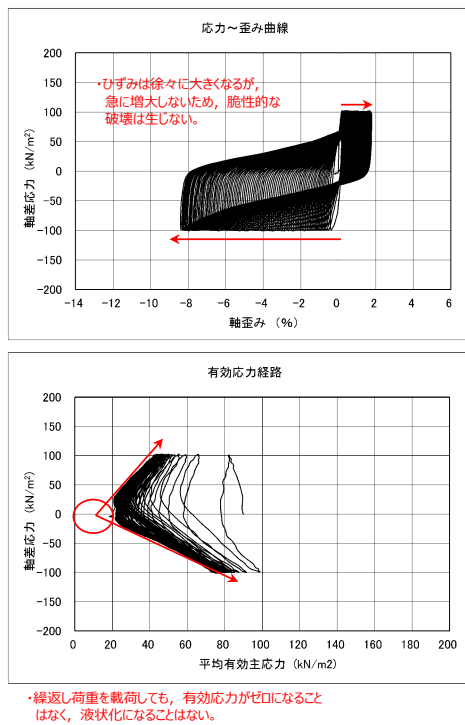 応力～歪み曲線
・ひずみは徐々に大きくなるが，
急に増大しないため，脆性的な
破壊は生じない。
軸差応力 (kN/m²)
200
150
100
50
0
-50
-100
-150
-200
-14 -12 -10 -8 -6 -4 -2 0 2 4 6
軸歪み （%）
有効応力経路
軸差応力 (kN/m²)
200
150
100
50
0
-50
-100
-150
-200
0 20 40 60 80 100 120 140 160 180 200
平均有効主応力 (kN/m2)
・繰返し荷重を載荷しても，有効応力がゼロになること
はなく，液状化になることはない。